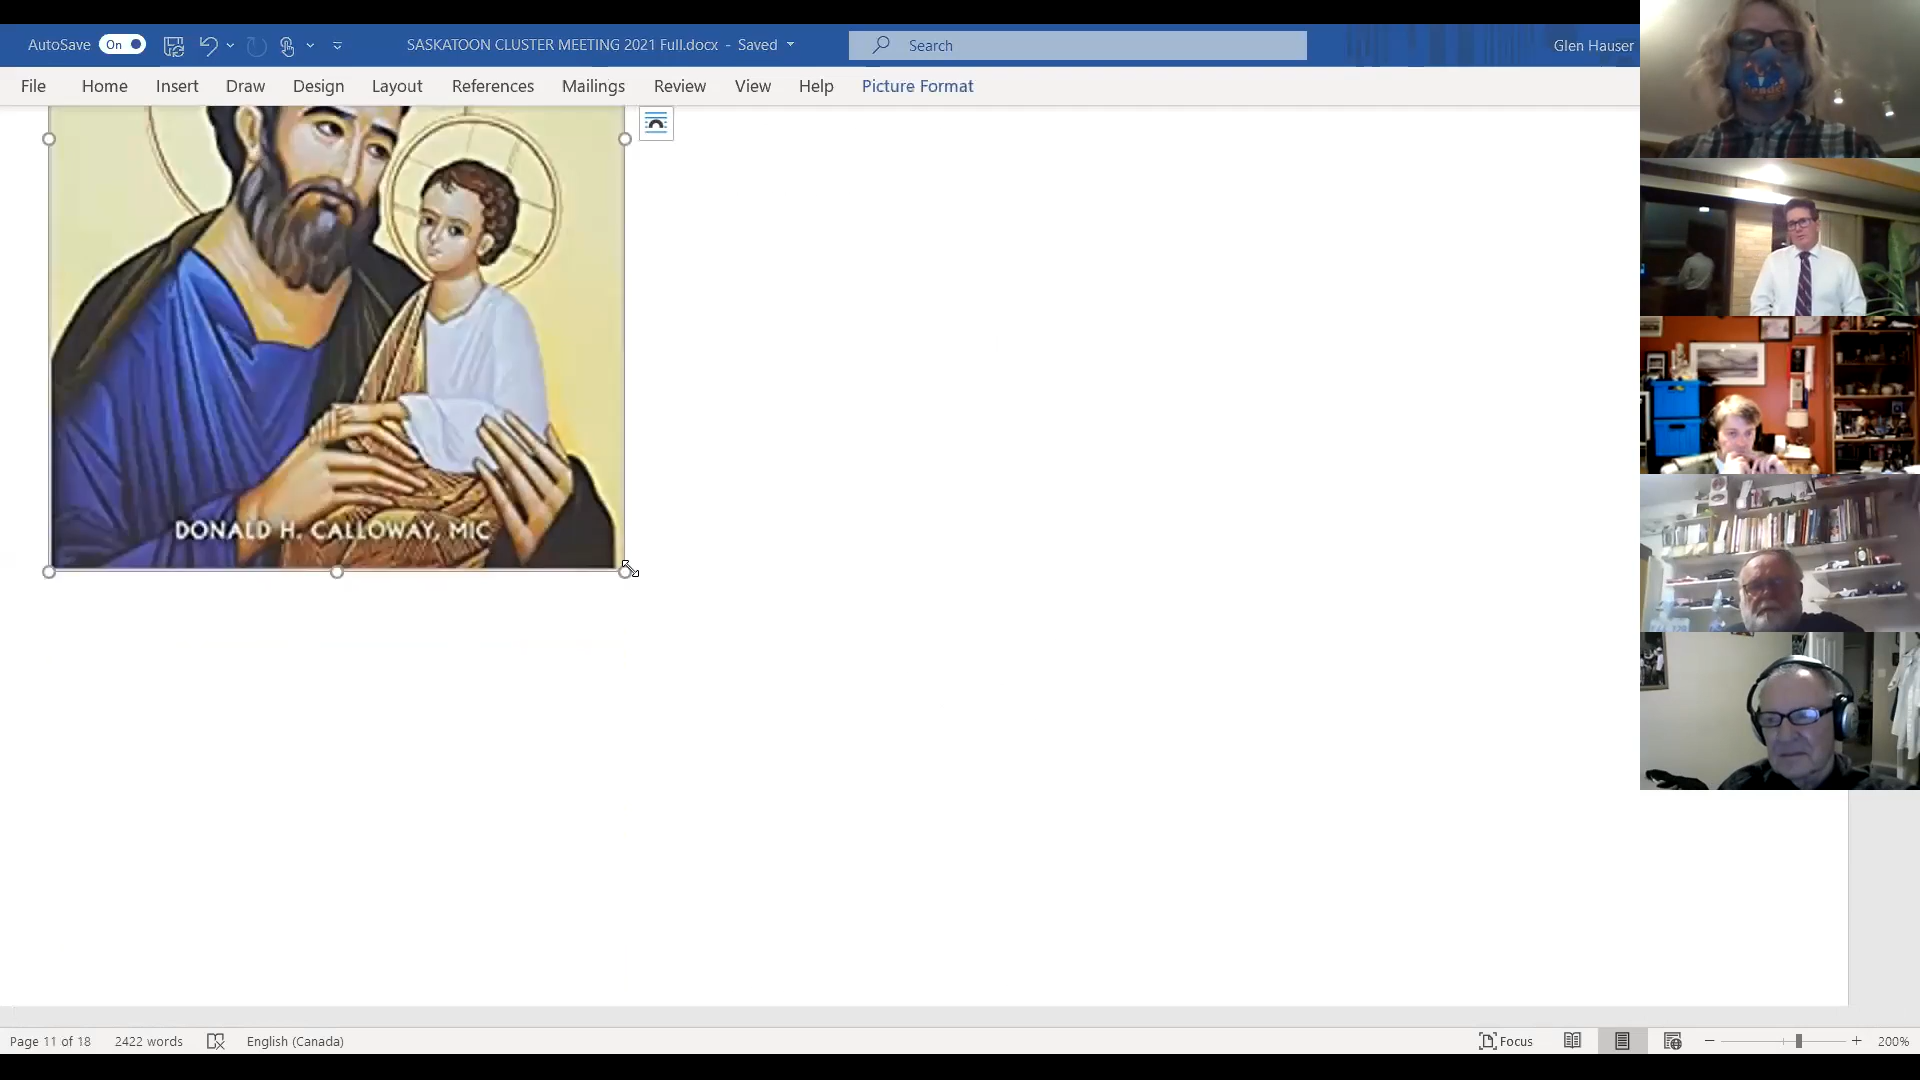 AutoSave On SASKATOON CLUSTER MEETING 2021 Full.docx - Saved Search Glen Hauser
File Home Insert Draw Design Layout References Mailings Review View Help Picture Format
DONALD H. CALLOWAY, MIC
Page 11 of 18 2422 words English (Canada) Focus 200%